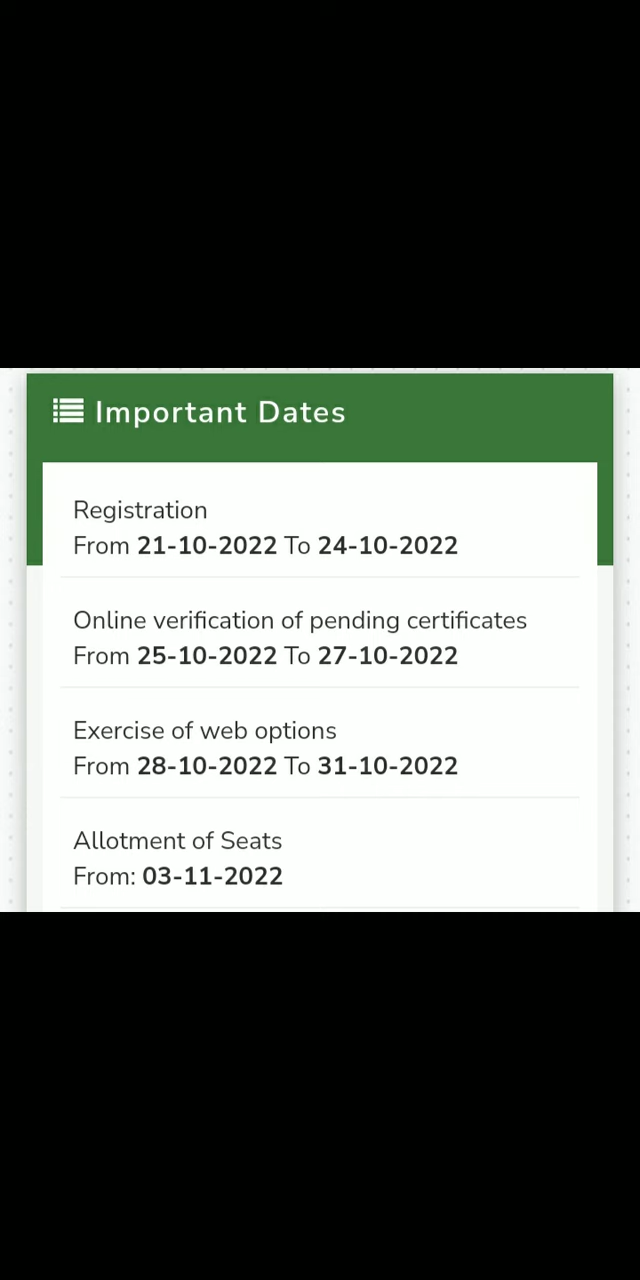 Important Dates
Registration
From 21-10-2022 To 24-10-2022
Online verification of pending certificates
From 25-10-2022 To 27-10-2022
Exercise of web options
From 28-10-2022 To 31-10-2022
Allotment of Seats
From: 03-11-2022